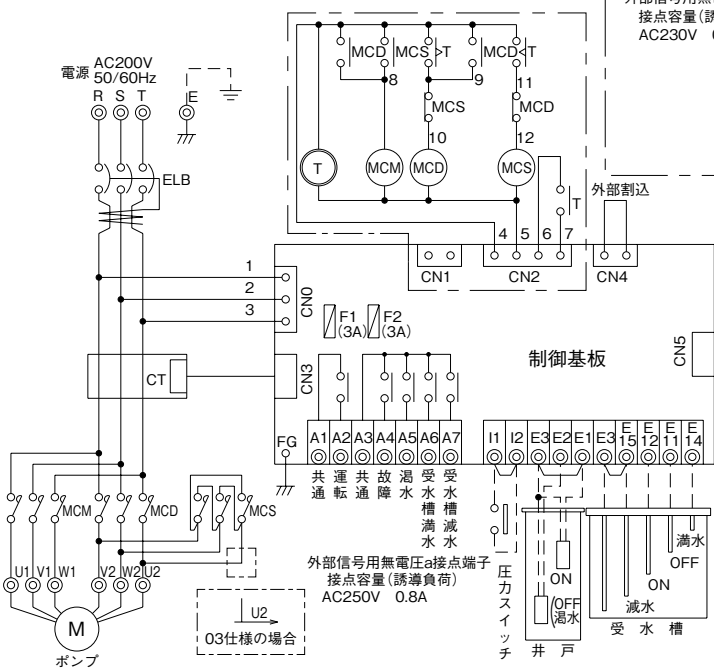 外部信号用無
接点容量(誘
AC230V
電源 AC200V
50/60Hz
R S T E
ELB
MCD MCS >T MCD <T
8 9 11
MCS MCD
10 12
T MCM MCD MCS
T
外部割込
4 5 6 7
CN1 CN2 CN4
1
2
3
CN0
F1
(3A)
F2
(3A)
制御基板
CN5
CT
CN3
FG
A1 A2 A3 A4 A5 A6 A7
I1 I2 E3 E2 E1 E3 E15 E12 E11 E14
共通
運転
共通
故障
渇水
受水槽満水
受水槽減水
MCM MCD MCS
外部信号用無電圧a接点端子
接点容量(誘導負荷)
AC250V 0.8A
U1 V1 W1 V2 W2 U2
M
ポンプ
U2
03仕様の場合
圧力スイッチ
ON
(OFF
渇水
井戸
満水
OFF
ON
減水
受水槽